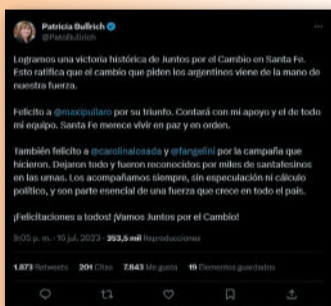 Patricia Bullrich
@PatoBullrich
Logramos una victoria histórica de Juntos por el Cambio en Santa Fe.
Esto ratifica que el cambio que piden los argentinos viene de la mano de
nuestra fuerza.
Felicito a @maxipullaro por su triunfo. Contará con mi apoyo y el de todo
mi equipo. Santa Fe merece vivir en paz y en orden.
También felicito a @carolinalosada y @fangelini por la campaña que
hicieron. Dejaron todo y fueron reconocidos por miles de santafesinos
en las urnas. Los acompañamos siempre, sin especulación ni cálculo
político, y son parte esencial de una fuerza que crece en todo el país.
¡Felicitaciones a todos! ¡Vamos Juntos por el Cambio!
9:05 p. m. · 16 jul. 2023 · 353,5 mil Reproducciones
1.873 Retweets 201 Citas 7.843 Me gusta 19 Elementos guardados